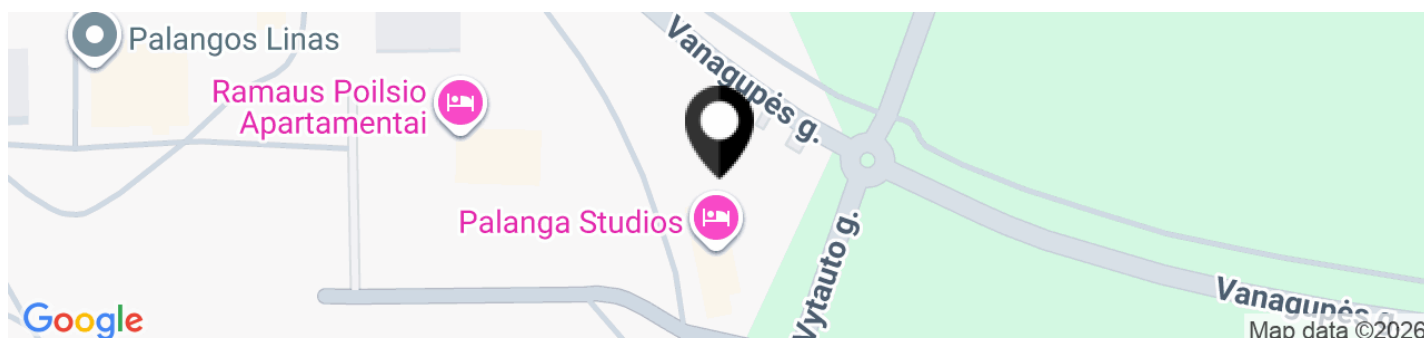 Palangos Linas
Ramaus Poilsio
Apartamentai
Vanagupės g.
Palanga Studios
Vytauto g.
Vanagupės g.
Google
Map data ©2026